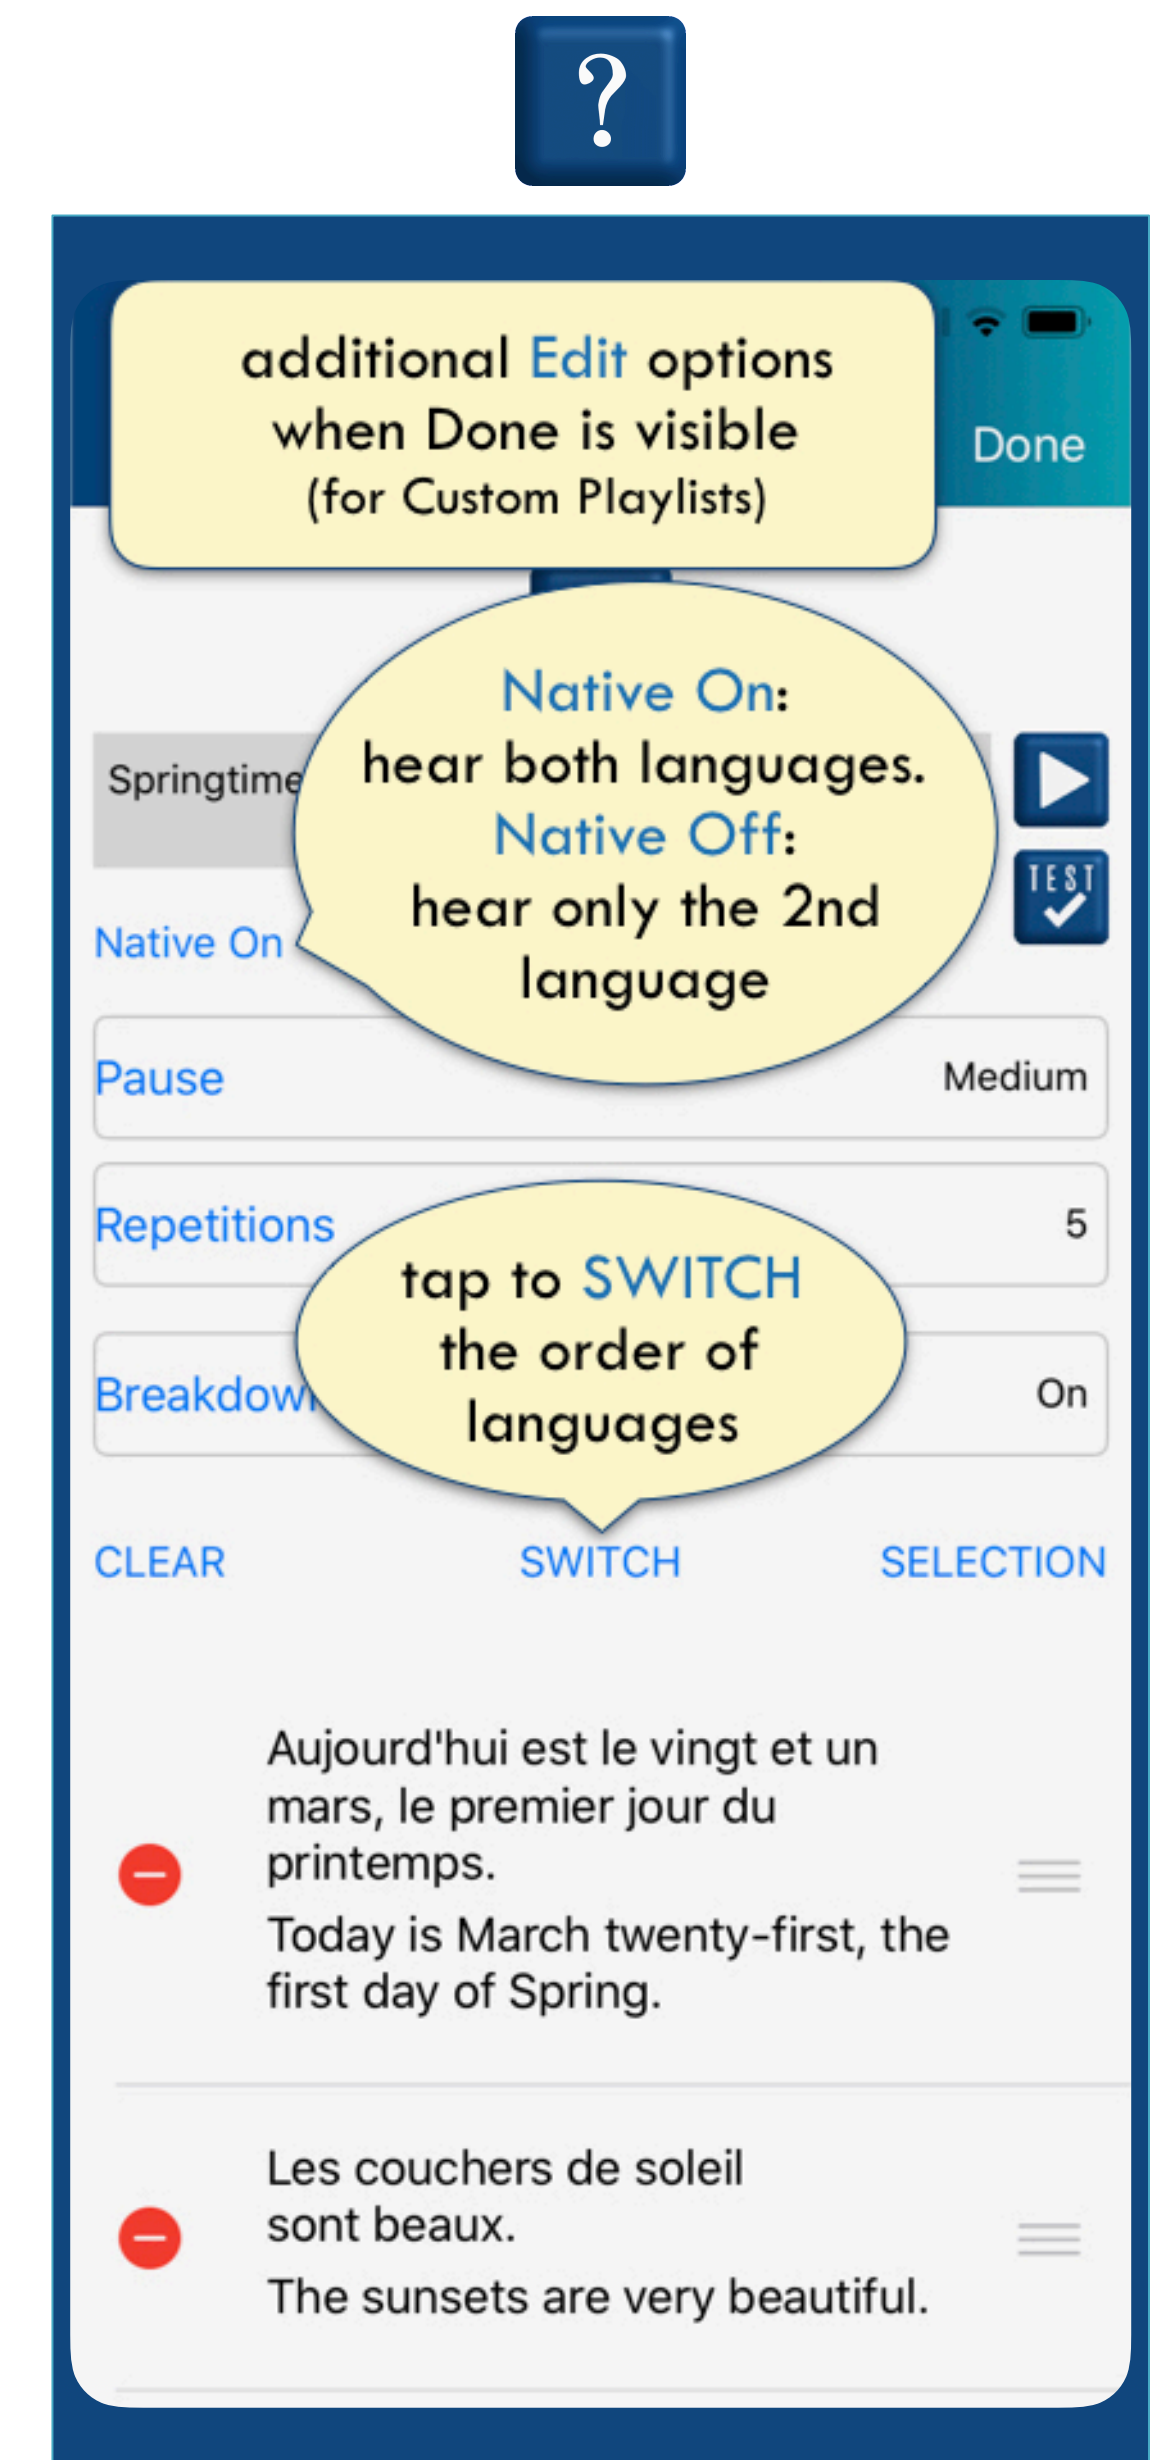 ?
additional Edit options
when Done is visible
(for Custom Playlists)
Done
Native On:
hear both languages.
Native Off:
hear only the 2nd
language
Springtime
TEST
Native On
Pause
Medium
Repetitions
5
tap to SWITCH
the order of
languages
On
CLEAR
SWITCH
SELECTION
Aujourd'hui est le vingt et un
mars, le premier jour du
printemps.
Today is March twenty-first, the
first day of Spring.
Les couchers de soleil
sont beaux.
The sunsets are very beautiful.